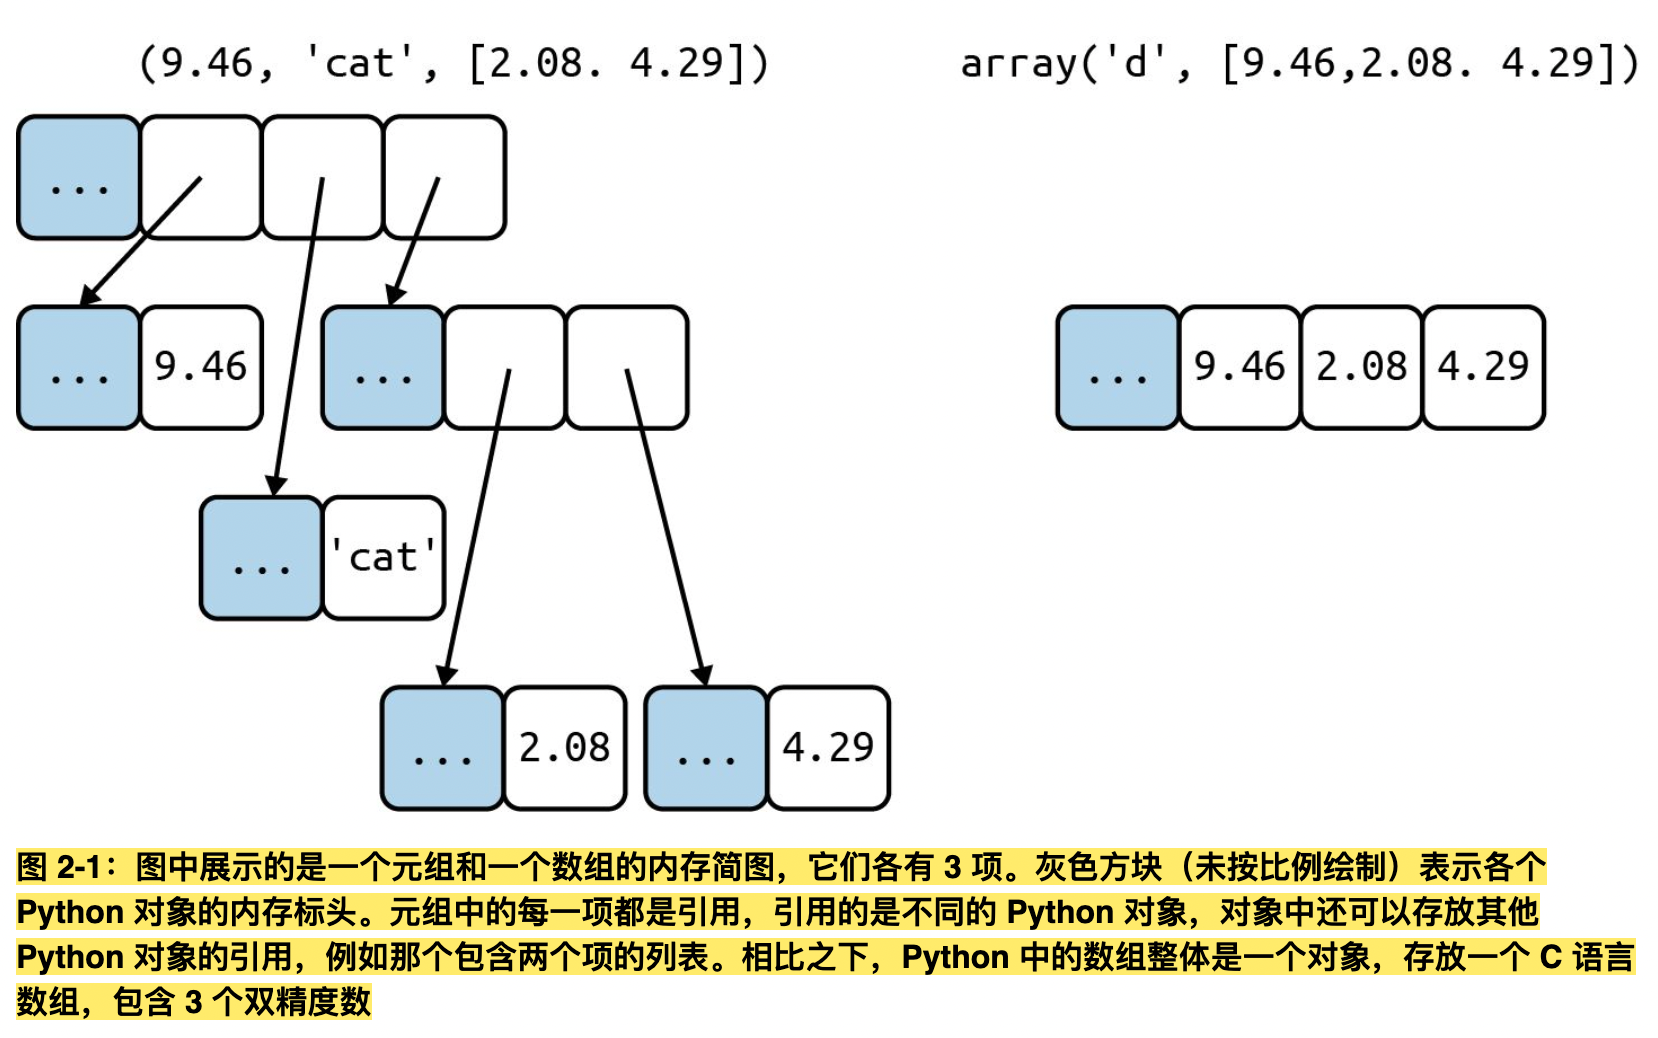 (9.46, 'cat', [2.08. 4.29])
array('d', [9.46,2.08. 4.29])
...
... 9.46
...
... 9.46 2.08 4.29
... 'cat'
... 2.08
... 4.29
图 2-1：图中展示的是一个元组和一个数组的内存简图，它们各有 3 项。灰色方块（未按比例绘制）表示各个
Python 对象的内存标头。元组中的每一项都是引用，引用的是不同的 Python 对象，对象中还可以存放其他
Python 对象的引用，例如那个包含两个项的列表。相比之下，Python 中的数组整体是一个对象，存放一个 C 语言
数组，包含 3 个双精度数